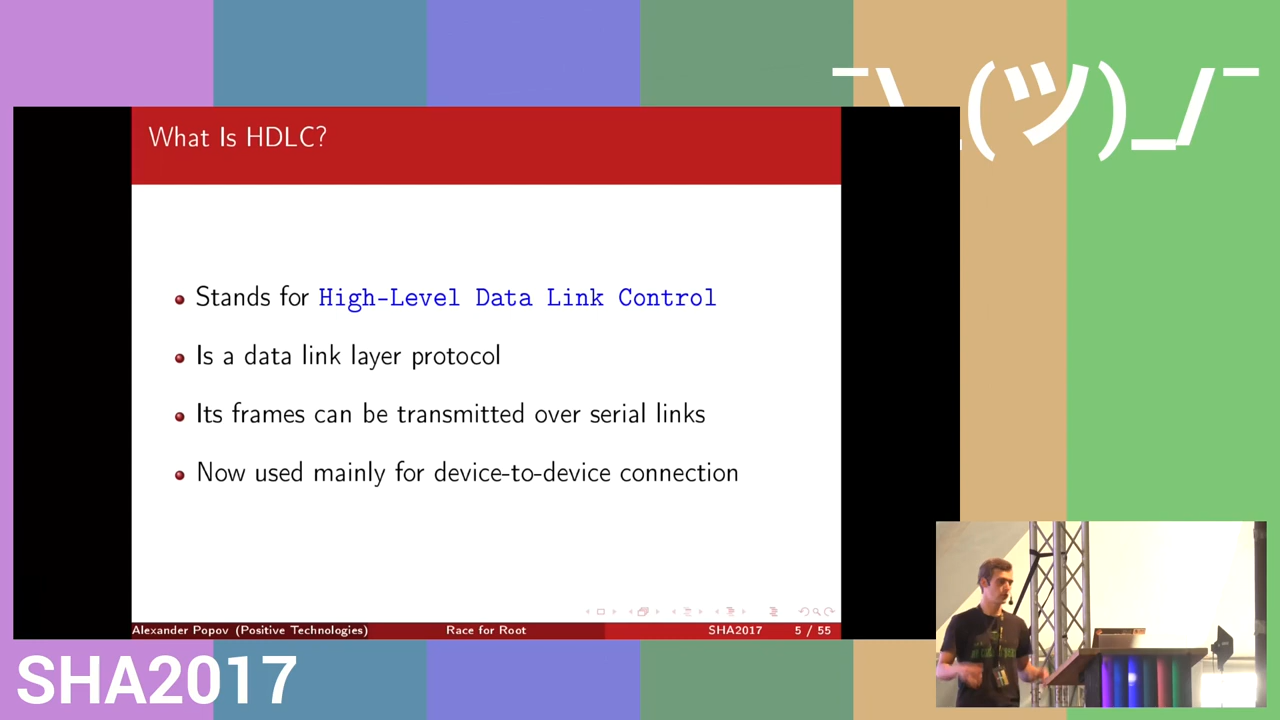 ¯\_(ツ)_/¯
What Is HDLC?
Stands for High-Level Data Link Control
Is a data link layer protocol
Its frames can be transmitted over serial links
Now used mainly for device-to-device connection
Alexander Popov (Positive Technologies) Race for Root SHA2017 5 / 55
SHA2017